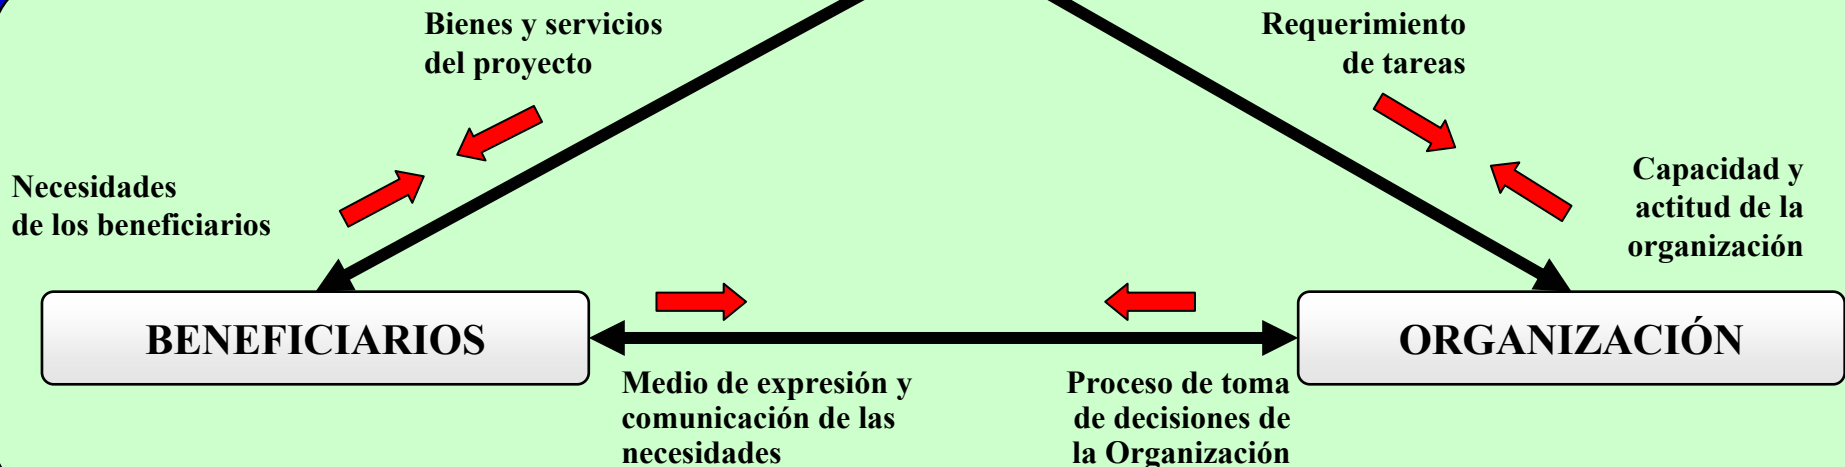 Bienes y servicios
del proyecto
Requerimiento
de tareas
Necesidades
de los beneficiarios
Capacidad y
actitud de la
organización
BENEFICIARIOS
ORGANIZACIÓN
Medio de expresión y
comunicación de las
necesidades
Proceso de toma
de decisiones de
la Organización